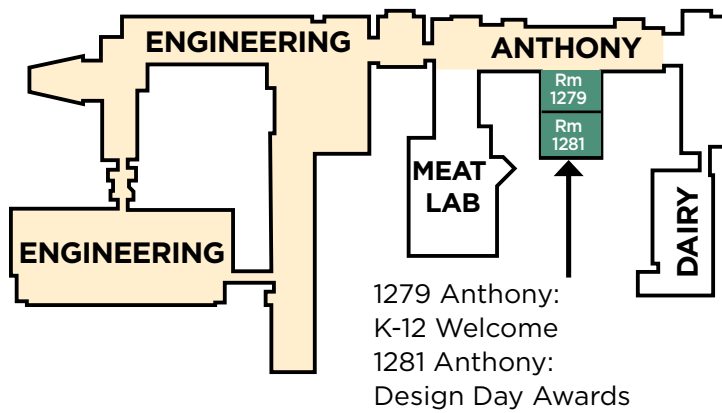 ENGINEERING
ANTHONY
Rm
1279
Rm
1281
MEAT
LAB
DAIRY
ENGINEERING
1279 Anthony:
K-12 Welcome
1281 Anthony:
Design Day Awards